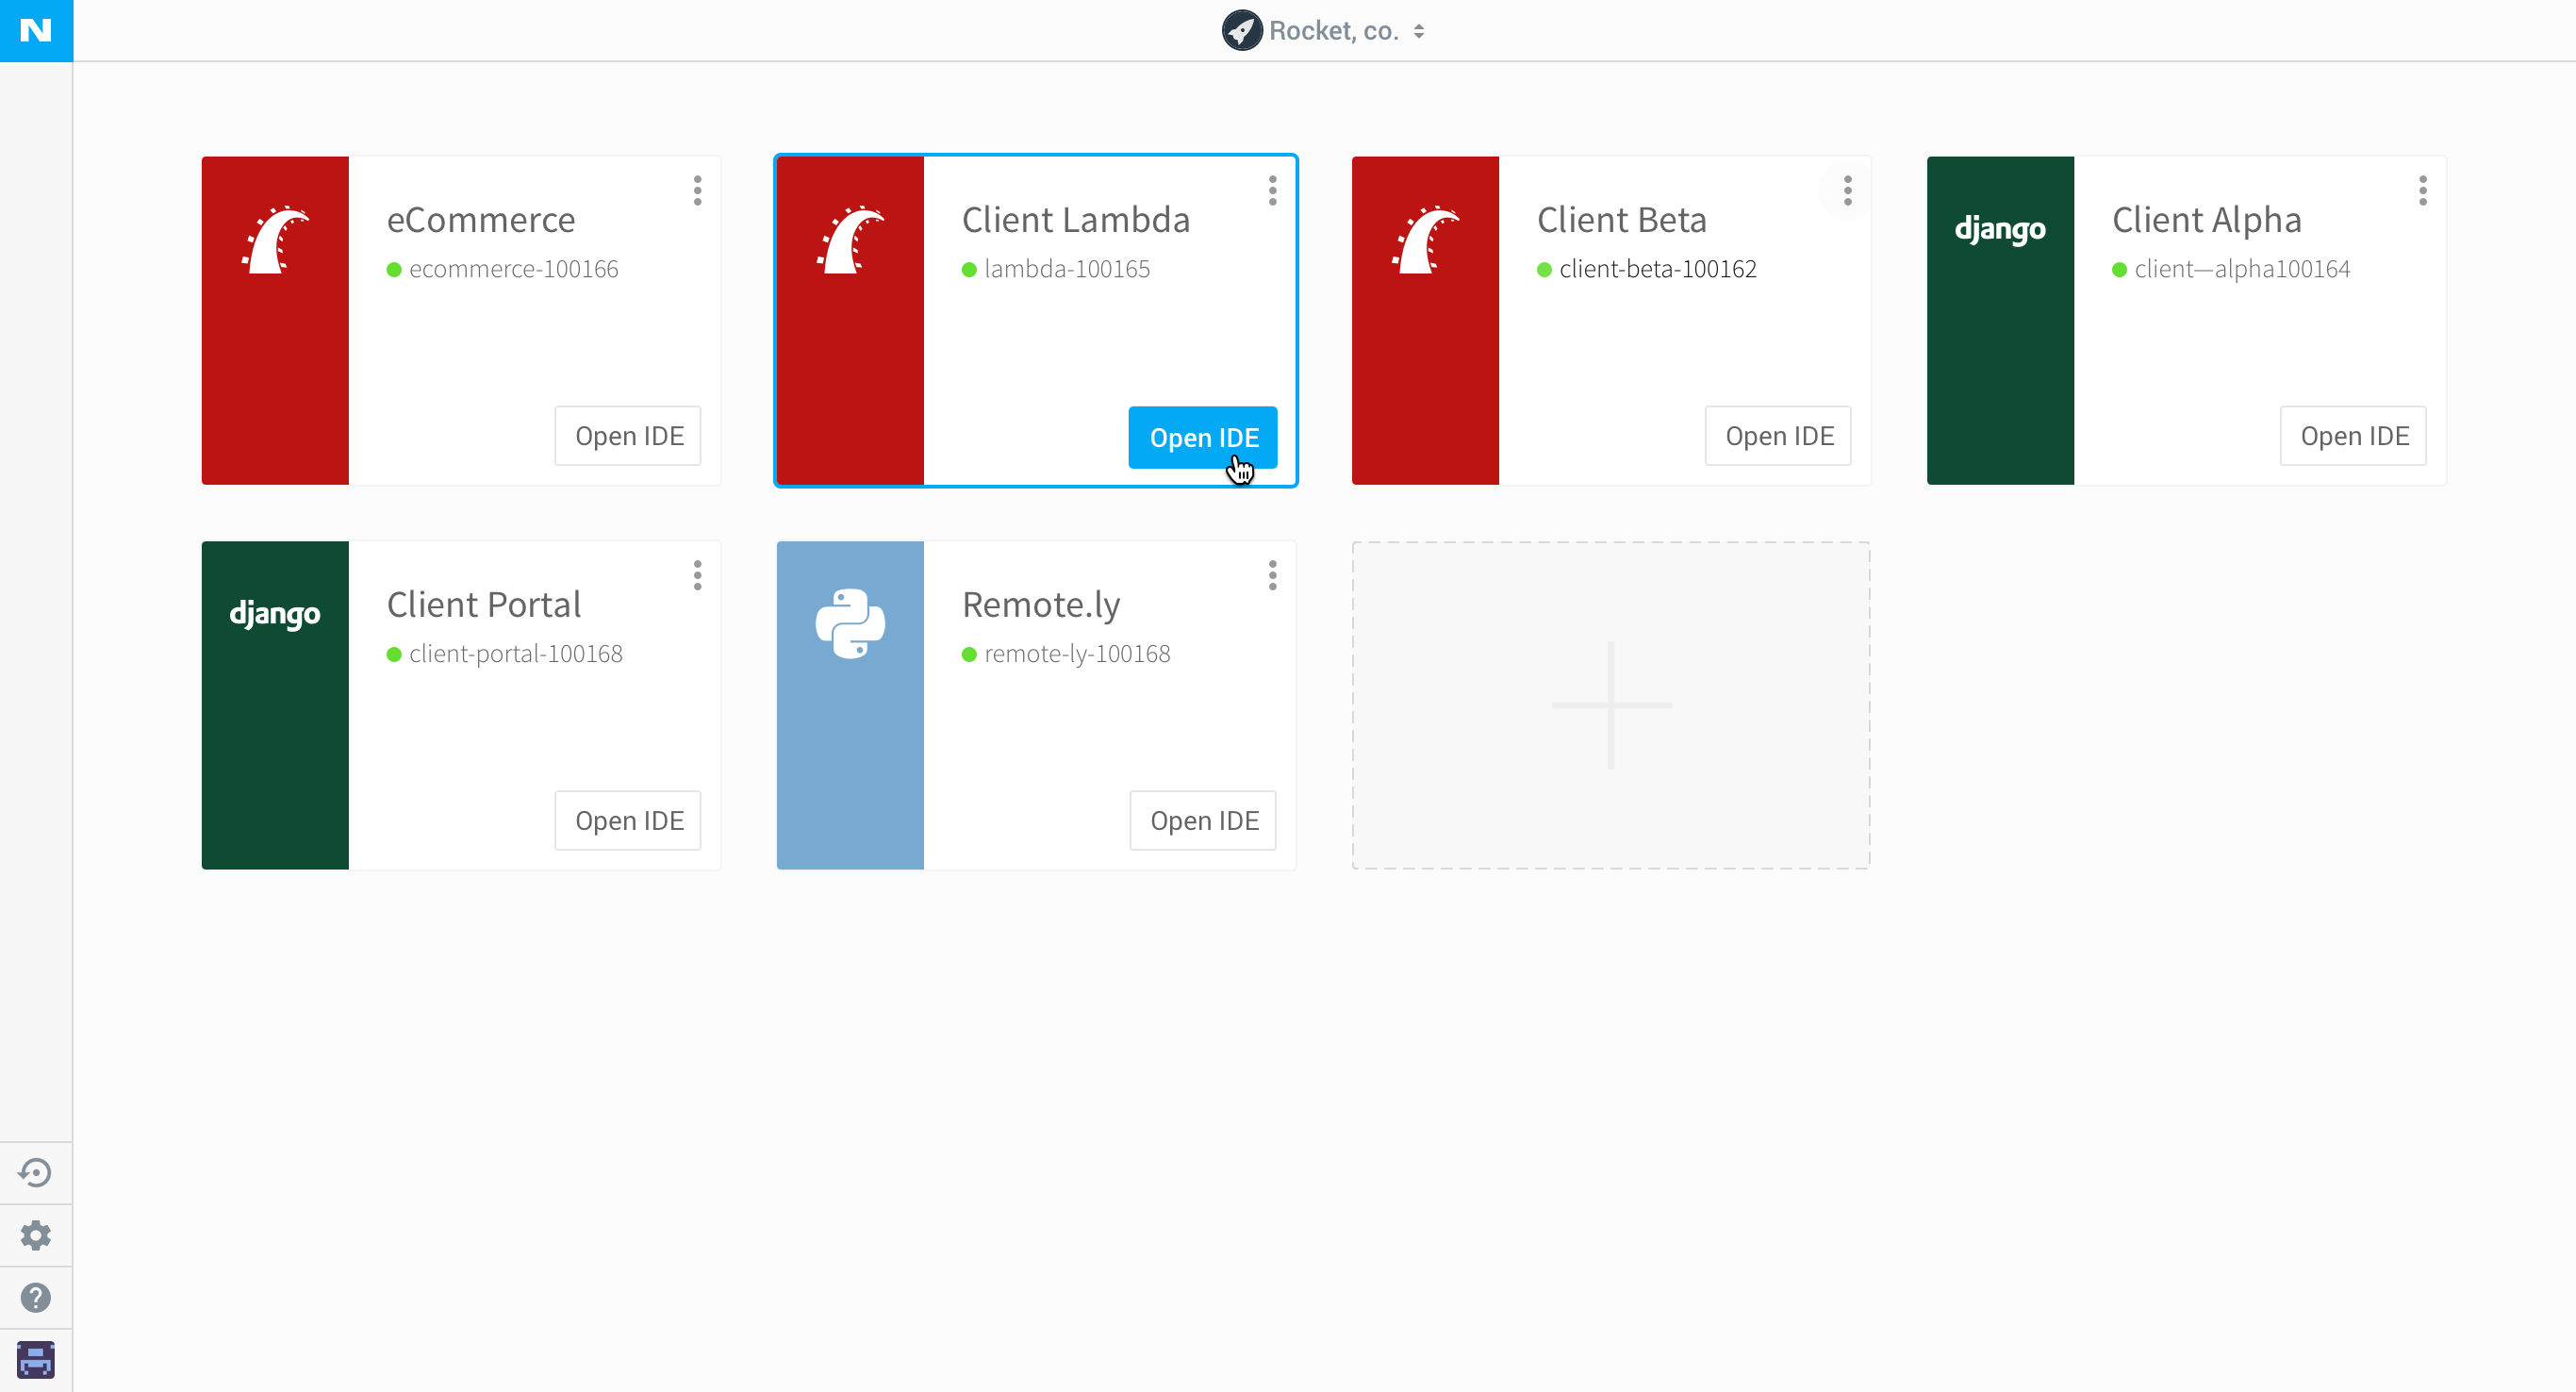 N
Rocket, co.
eCommerce
ecommerce-100166
Open IDE
Client Lambda
lambda-100165
Open IDE
Client Beta
client-beta-100162
Open IDE
django
Client Alpha
client—alpha100164
Open IDE
django
Client Portal
client-portal-100168
Open IDE
Remote.ly
remote-ly-100168
Open IDE
?